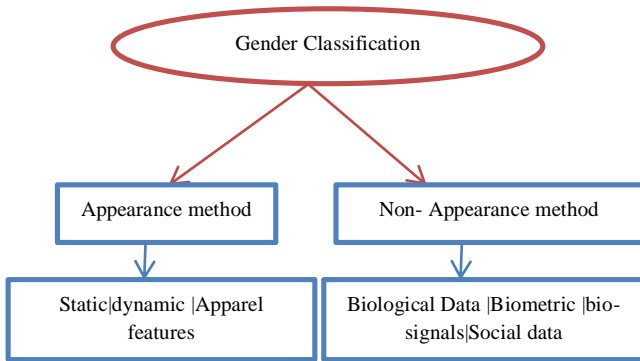 Gender Classification
Appearance method
Non- Appearance method
Static|dynamic |Apparel
features
Biological Data |Biometric |bio-
signals|Social data